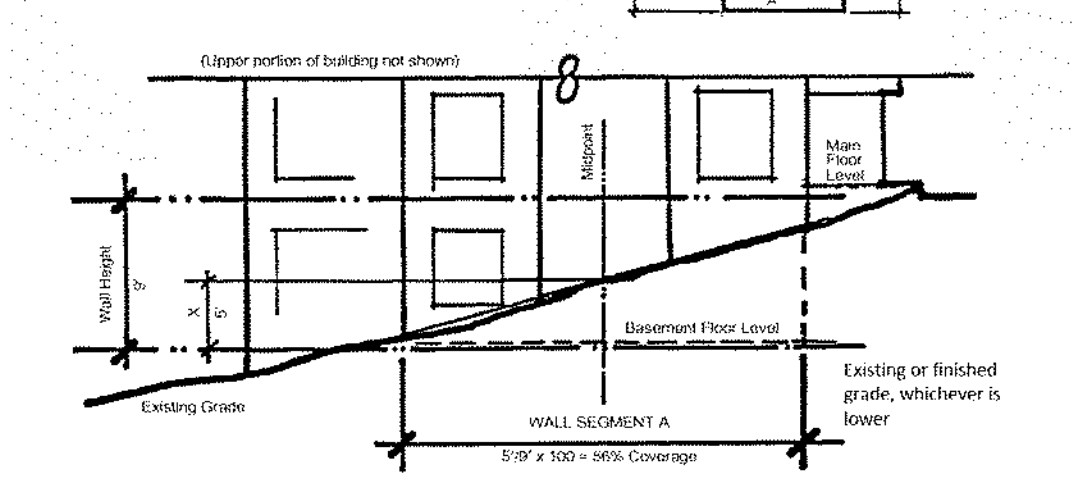 A
(Upper portion of building not shown)
8
Midpoint
Main
Floor
Level
Wall Height
9'
X
5'
Basement Floor Level
Existing or finished
grade, whichever is
lower
Existing Grade
WALL SEGMENT A
5'/9' x 100 = 56% Coverage